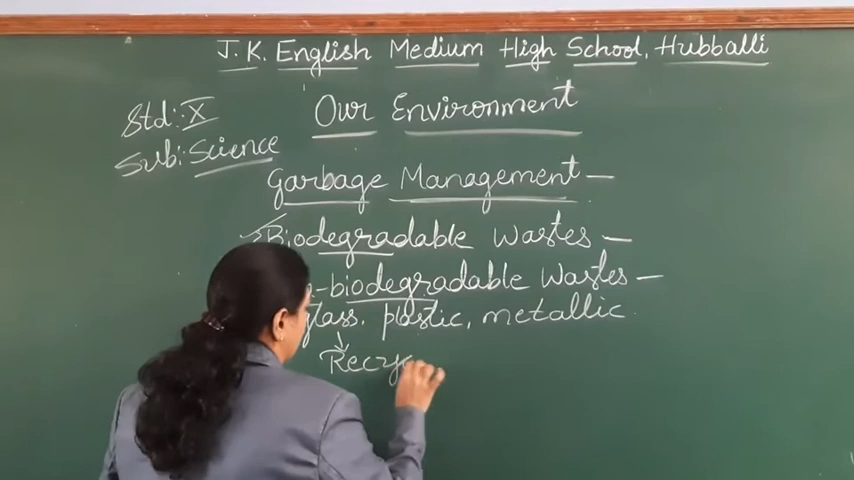 J.K. English Medium High School, Hubballi
Std: X
Our Environment
Sub: Science
Garbage Management —
Biodegradable Wastes —
-biodegradable Wastes —
glass, plastic, metallic
Recyc